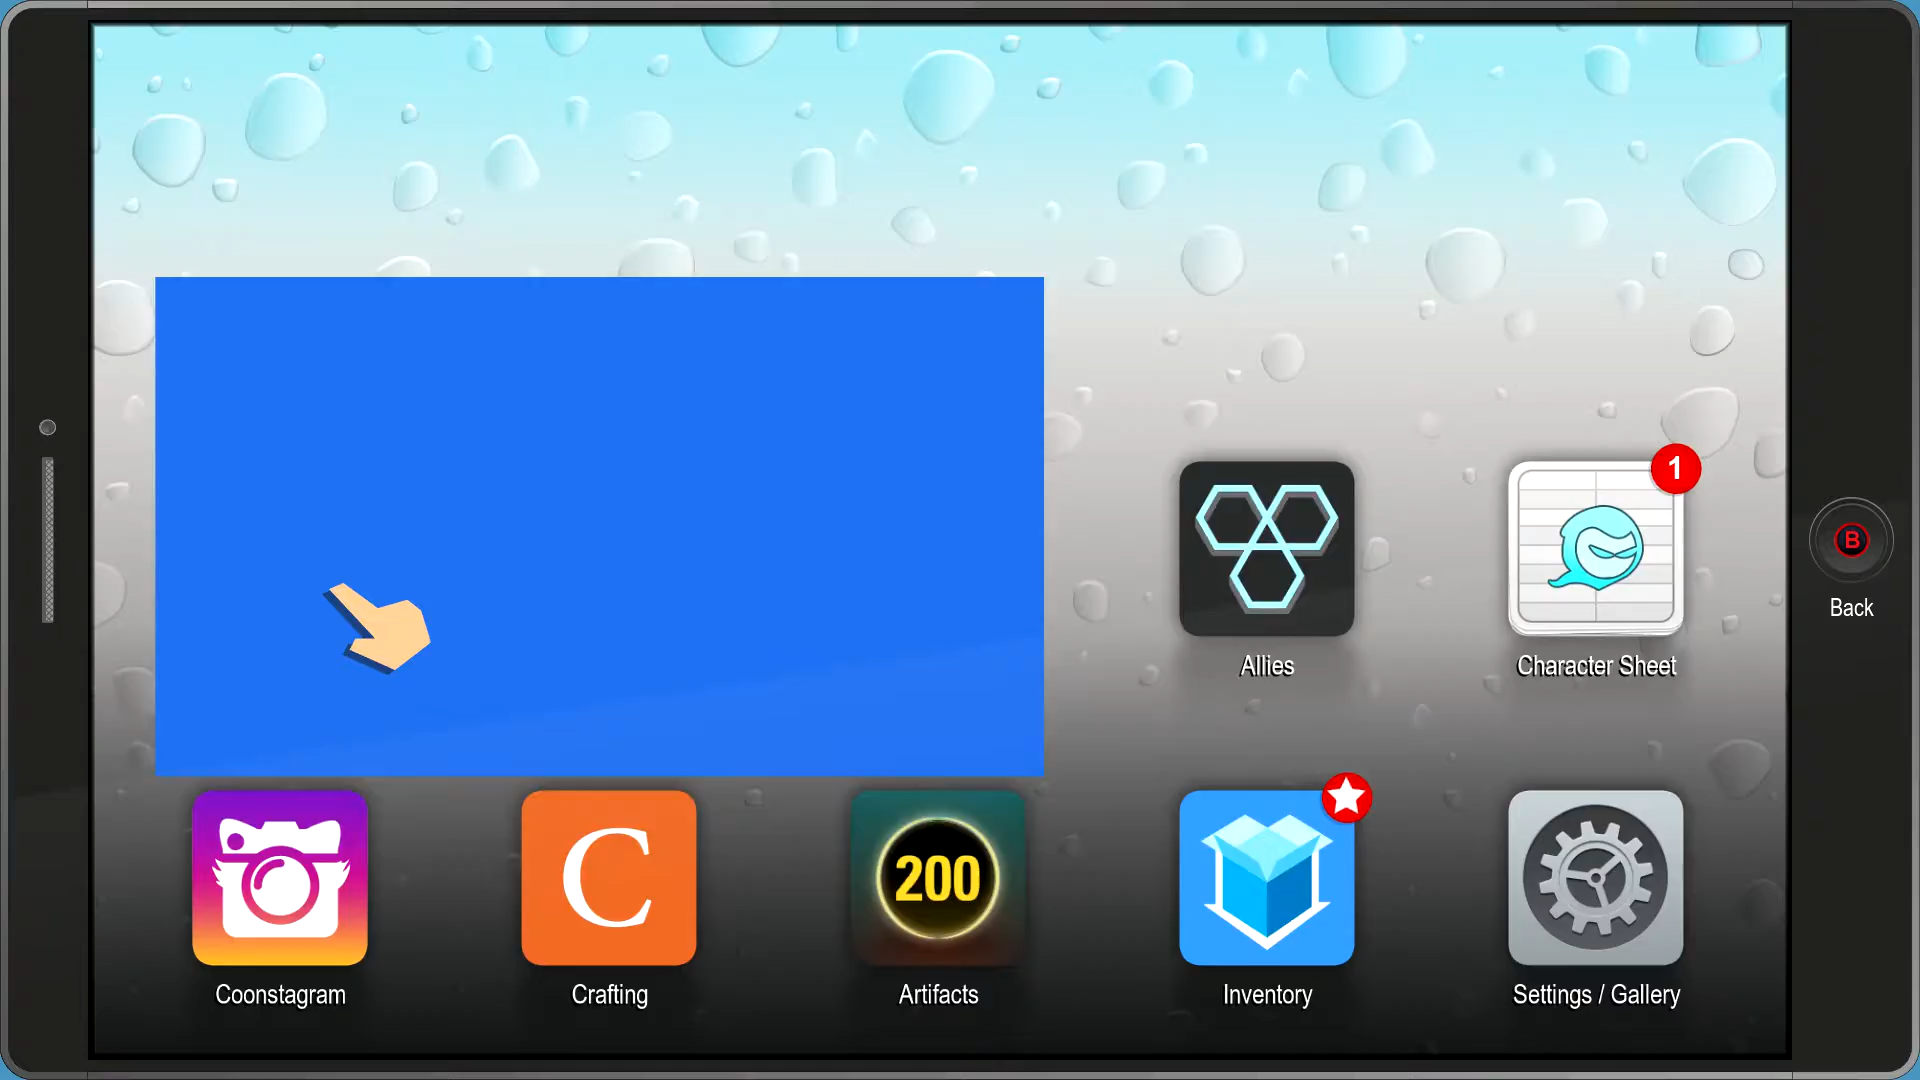 1
Allies
Character Sheet
B
Back
C
200
Coonstagram
Crafting
Artifacts
Inventory
Settings / Gallery